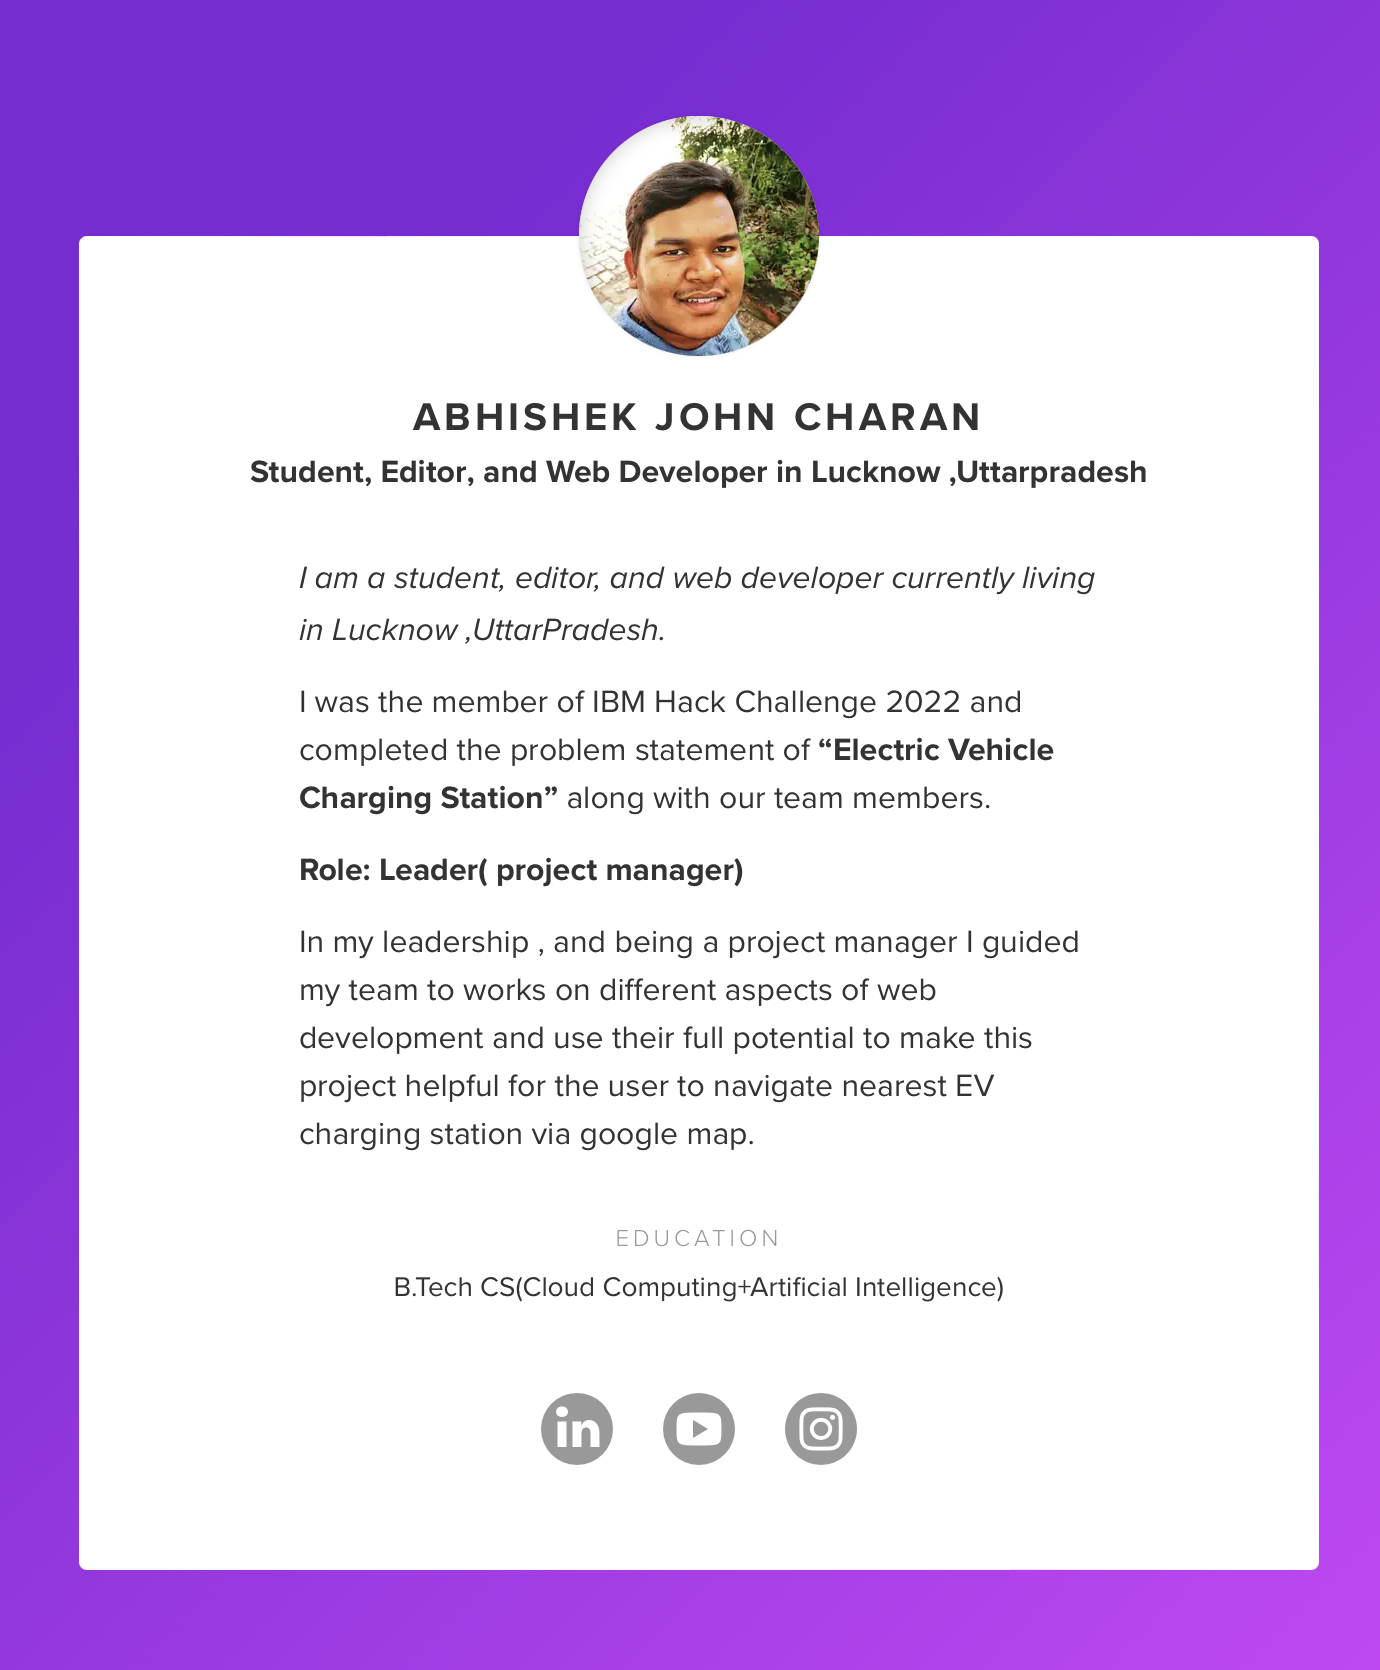 ABHISHEK JOHN CHARAN
Student, Editor, and Web Developer in Lucknow ,Uttarpradesh
I am a student, editor, and web developer currently living
in Lucknow ,UttarPradesh.
I was the member of IBM Hack Challenge 2022 and
completed the problem statement of “Electric Vehicle
Charging Station” along with our team members.
Role: Leader( project manager)
In my leadership , and being a project manager I guided
my team to works on different aspects of web
development and use their full potential to make this
project helpful for the user to navigate nearest EV
charging station via google map.
EDUCATION
B.Tech CS(Cloud Computing+Artificial Intelligence)
in